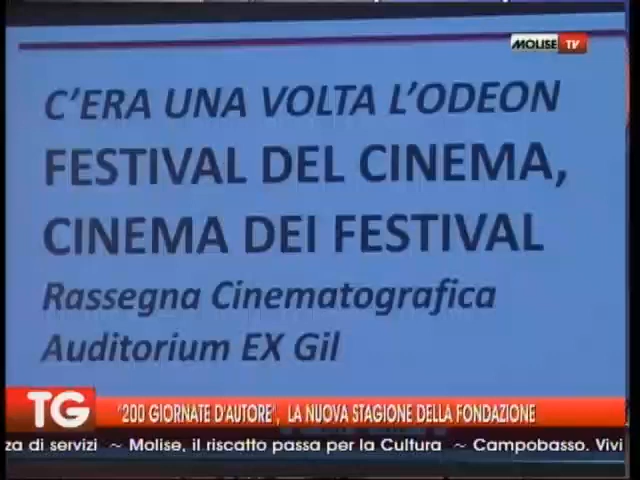 MOLISE TV
C'ERA UNA VOLTA L'ODEON
FESTIVAL DEL CINEMA,
CINEMA DEI FESTIVAL
Rassegna Cinematografica
Auditorium EX Gil
TG
"200 GIORNATE D'AUTORE", LA NUOVA STAGIONE DELLA FONDAZIONE
za di servizi ~ Molise, il riscatto passa per la Cultura ~ Campobasso. Vivi